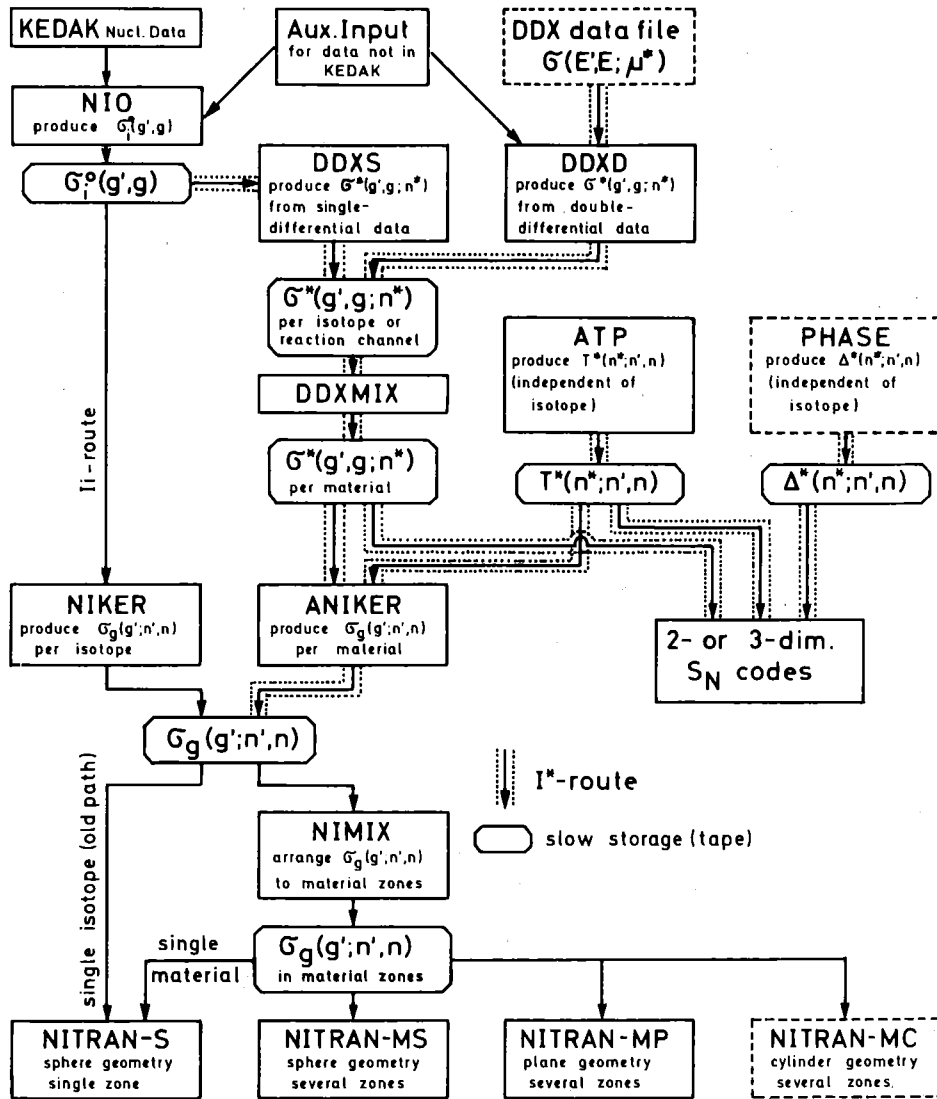 KEDAK Nucl. Data
Aux. Input
for data not in
KEDAK
DDX data file
σ(E',E; μ*)
NIO
produce σᵢ°(g',g)
σᵢ°(g',g)
DDXS
produce σ*(g',g;n*)
from single-
differential data
DDXD
produce σ*(g',g;n*)
from double-
differential data
σ*(g',g;n*)
per isotope or
reaction channel
DDXMIX
σ*(g',g;n*)
per material
ATP
produce T*(n*;n',n)
(independent of
isotope)
PHASE
produce Δ*(n*;n',n)
(independent of
isotope)
T*(n*;n',n)
Δ*(n*;n',n)
Ii-route
NIKER
produce σg(g';n',n)
per isotope
ANIKER
produce σg(g';n',n)
per material
2- or 3-dim.
SN codes
σg(g';n',n)
I*-route
slow storage (tape)
single isotope (old path)
NIMIX
arrange σg(g',n',n)
to material zones
σg(g';n',n)
in material zones
single
material
NITRAN-S
sphere geometry
single zone
NITRAN-MS
sphere geometry
several zones
NITRAN-MP
plane geometry
several zones
NITRAN-MC
cylinder geometry
several zones.